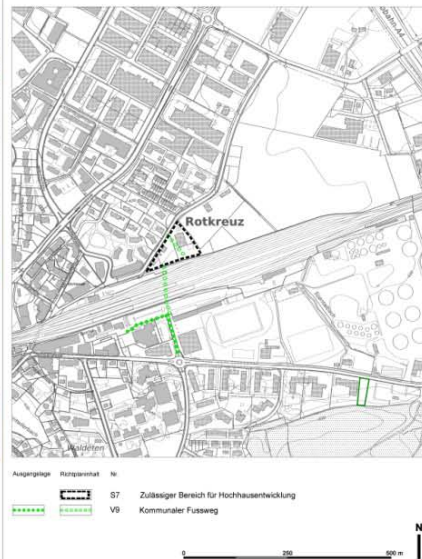 Rotkreuz
Ausgangslage Richtplaninhalt Nr
S7 Zulässiger Bereich für Hochhausentwicklung
V9 Kommunaler Fussweg
N
0 250 500 m